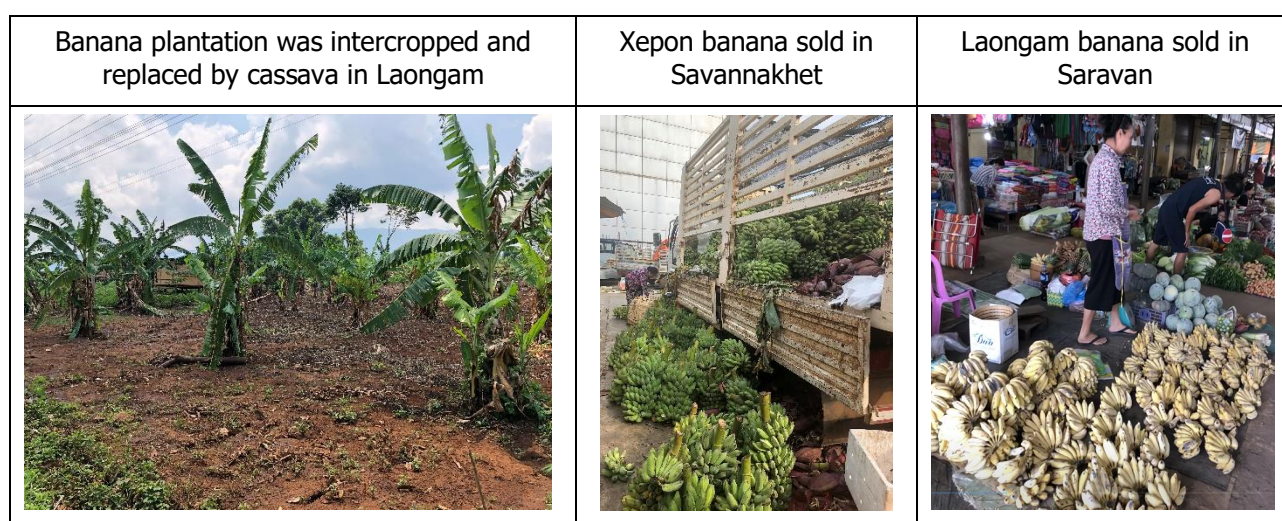 Banana plantation was intercropped and
replaced by cassava in Laongam
Xepon banana sold in
Savannakhet
Laongam banana sold in
Saravan